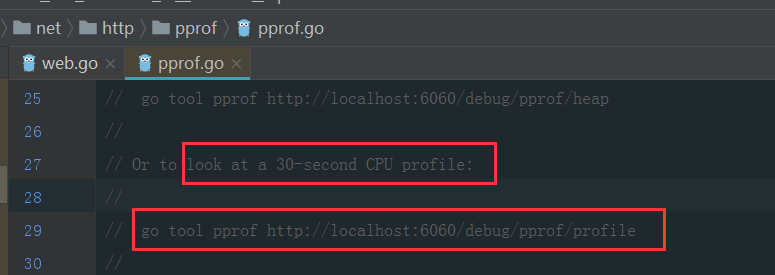 net http pprof pprof.go
web.go × pprof.go ×
25 // go tool pprof http://localhost:6060/debug/pprof/heap
26 //
27 // Or to look at a 30-second CPU profile:
28 //
29 // go tool pprof http://localhost:6060/debug/pprof/profile
30 //